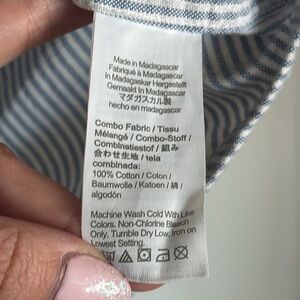 Made in Madagascar
Fabriqué à Madagascar
In Madagaskar Hergestellt
Gemaakt In Madagaskar
マダガスカル製
hecho en madagascar
Combo Fabric / Tissu
Mélangé / Combo-Stoff /
Combinatiestof / 組み
合わせ生地 / tela
combinada:
100% Cotton / Coton /
Baumwolle / Katoen / 綿 /
algodón
Machine Wash Cold With Like
Colors. Non-Chlorine Bleach
Only. Tumble Dry Low, Iron on
Lowest Setting.